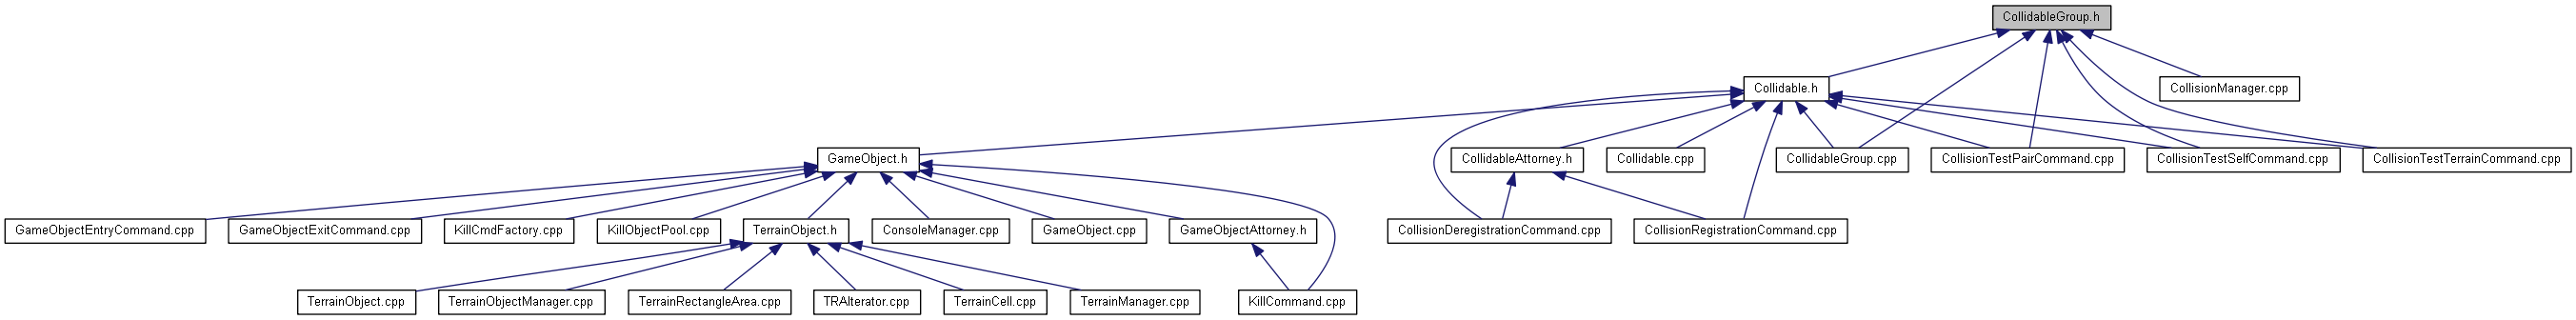 CollidableGroup.h
Collidable.h
CollisionManager.cpp
GameObject.h
CollidableAttorney.h
Collidable.cpp
CollidableGroup.cpp
CollisionTestPairCommand.cpp
CollisionTestSelfCommand.cpp
CollisionTestTerrainCommand.cpp
GameObjectEntryCommand.cpp
GameObjectExitCommand.cpp
KillCmdFactory.cpp
KillObjectPool.cpp
TerrainObject.h
ConsoleManager.cpp
GameObject.cpp
GameObjectAttorney.h
CollisionDeregistrationCommand.cpp
CollisionRegistrationCommand.cpp
TerrainObject.cpp
TerrainObjectManager.cpp
TerrainRectangleArea.cpp
TRAIterator.cpp
TerrainCell.cpp
TerrainManager.cpp
KillCommand.cpp